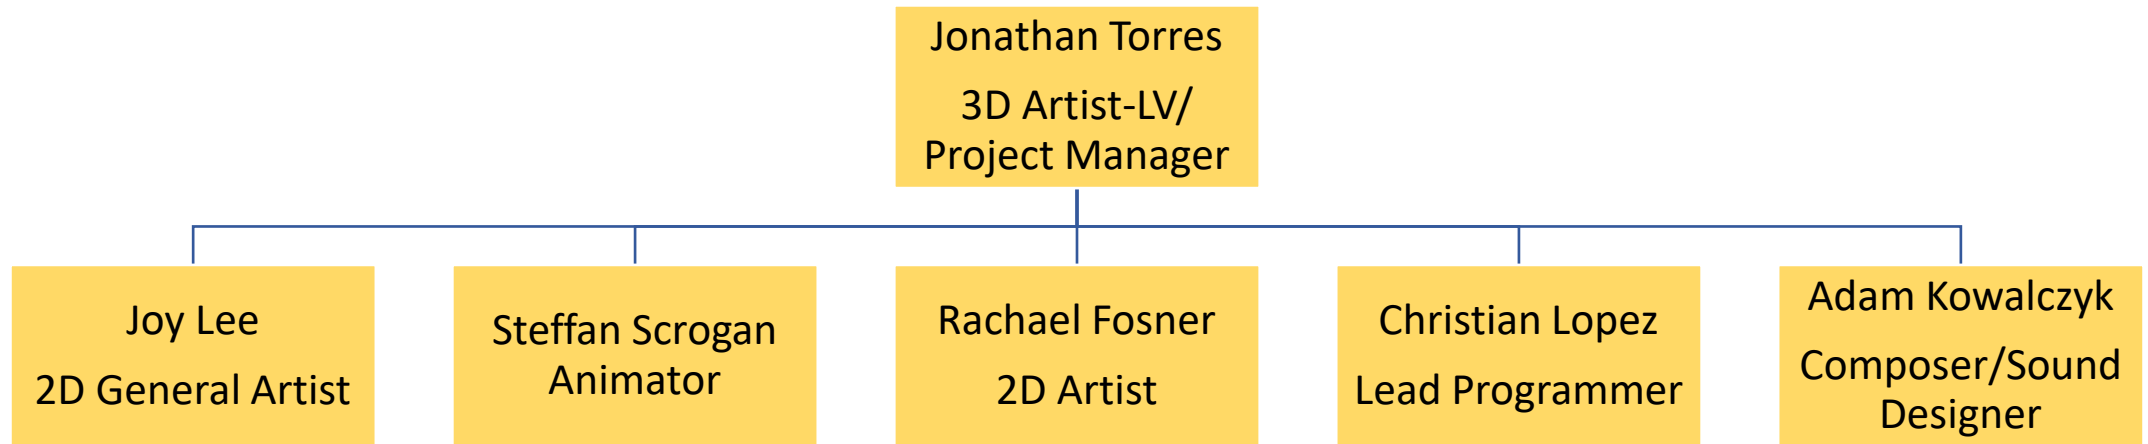 Jonathan Torres
3D Artist-LV/
Project Manager
Joy Lee
2D General Artist
Steffan Scrogan
Animator
Rachael Fosner
2D Artist
Christian Lopez
Lead Programmer
Adam Kowalczyk
Composer/Sound
Designer